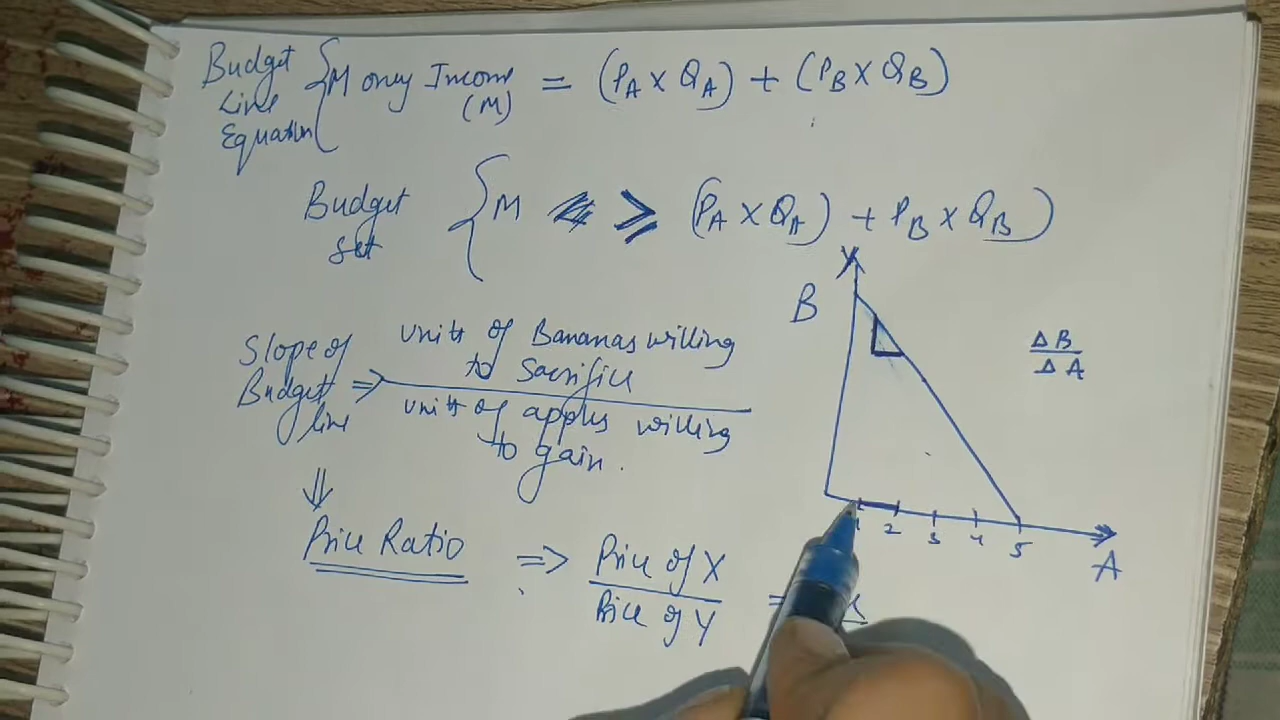 Budget Line Equation { Money Income (M) = (PA x QA) + (PB x QB)
Budget set { M ≥ (PA x QA) + PB x QB)
Y
B
ΔB
ΔA
Slope of Budget line ⇒
units of Bananas willing
to Sacrifice
units of apples willing
to gain.
⇓
Price Ratio ⇒ Price of X
Price of Y
=
1 2 3 4 5
A